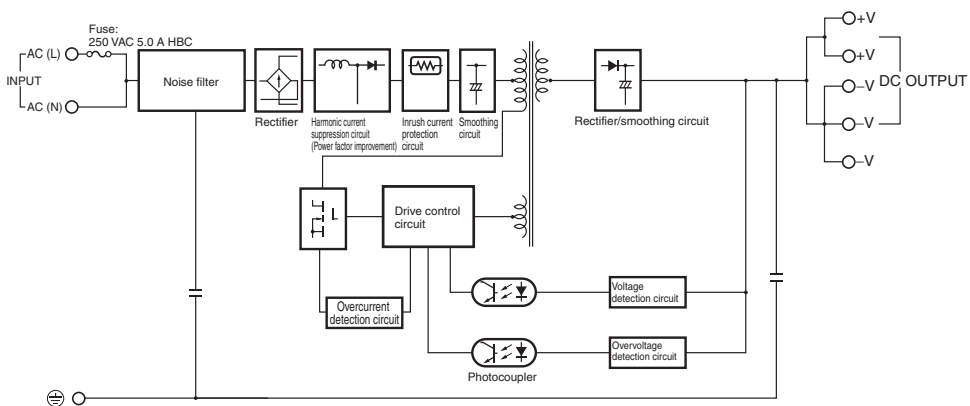 Fuse:
250 VAC 5.0 A HBC
AC (L)
INPUT
AC (N)
Noise filter
Rectifier
Harmonic current
suppression circuit
(Power factor improvement)
Inrush current
protection
circuit
Smoothing
circuit
Rectifier/smoothing circuit
+V
+V
DC OUTPUT
–V
–V
–V
Drive control
circuit
Overcurrent
detection circuit
Voltage
detection circuit
Overvoltage
detection circuit
Photocoupler